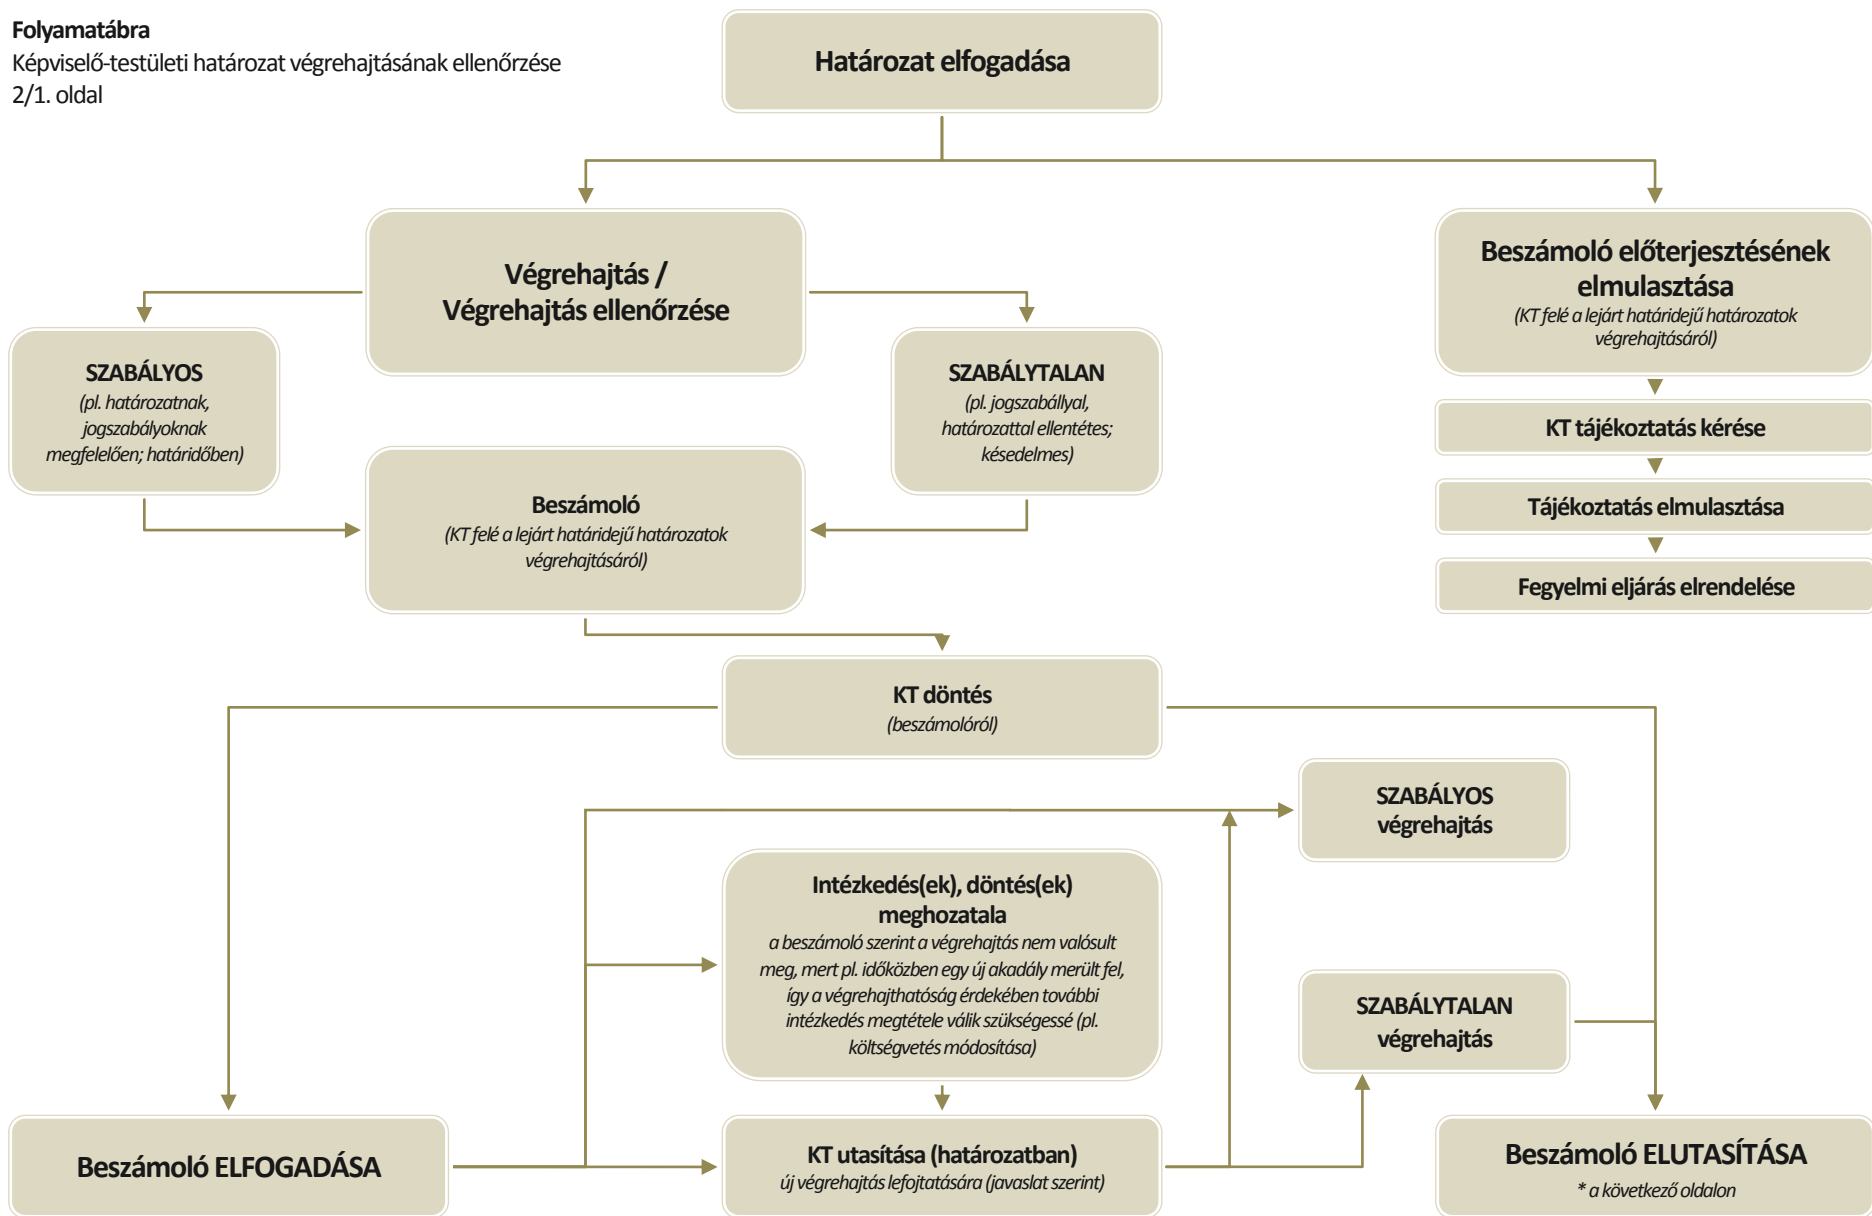 Folyamatábra
Képviselő-testületi határozat végrehajtásának ellenőrzése
2/1. oldal
Határozat elfogadása
Végrehajtás /
Végrehajtás ellenőrzése
Beszámoló előterjesztésének
elmulasztása
(KT felé a lejárt határidejű határozatok
végrehajtásáról)
SZABÁLYOS
(pl. határozatnak,
jogszabályoknak
megfelelően; határidőben)
SZABÁLYTALAN
(pl. jogszabállyal,
határozattal ellentétes;
késedelmes)
KT tájékoztatás kérése
Tájékoztatás elmulasztása
Fegyelmi eljárás elrendelése
Beszámoló
(KT felé a lejárt határidejű határozatok
végrehajtásáról)
KT döntés
(beszámolóról)
SZABÁLYOS
végrehajtás
Intézkedés(ek), döntés(ek)
meghozatala
a beszámoló szerint a végrehajtás nem valósult
meg, mert pl. időközben egy új akadály merült fel,
így a végrehajthatóság érdekében további
intézkedés megtétele válik szükségessé (pl.
költségvetés módosítása)
SZABÁLYTALAN
végrehajtás
Beszámoló ELFOGADÁSA
KT utasítása (határozatban)
új végrehajtás lefojtatására (javaslat szerint)
Beszámoló ELUTASÍTÁSA
* a következő oldalon